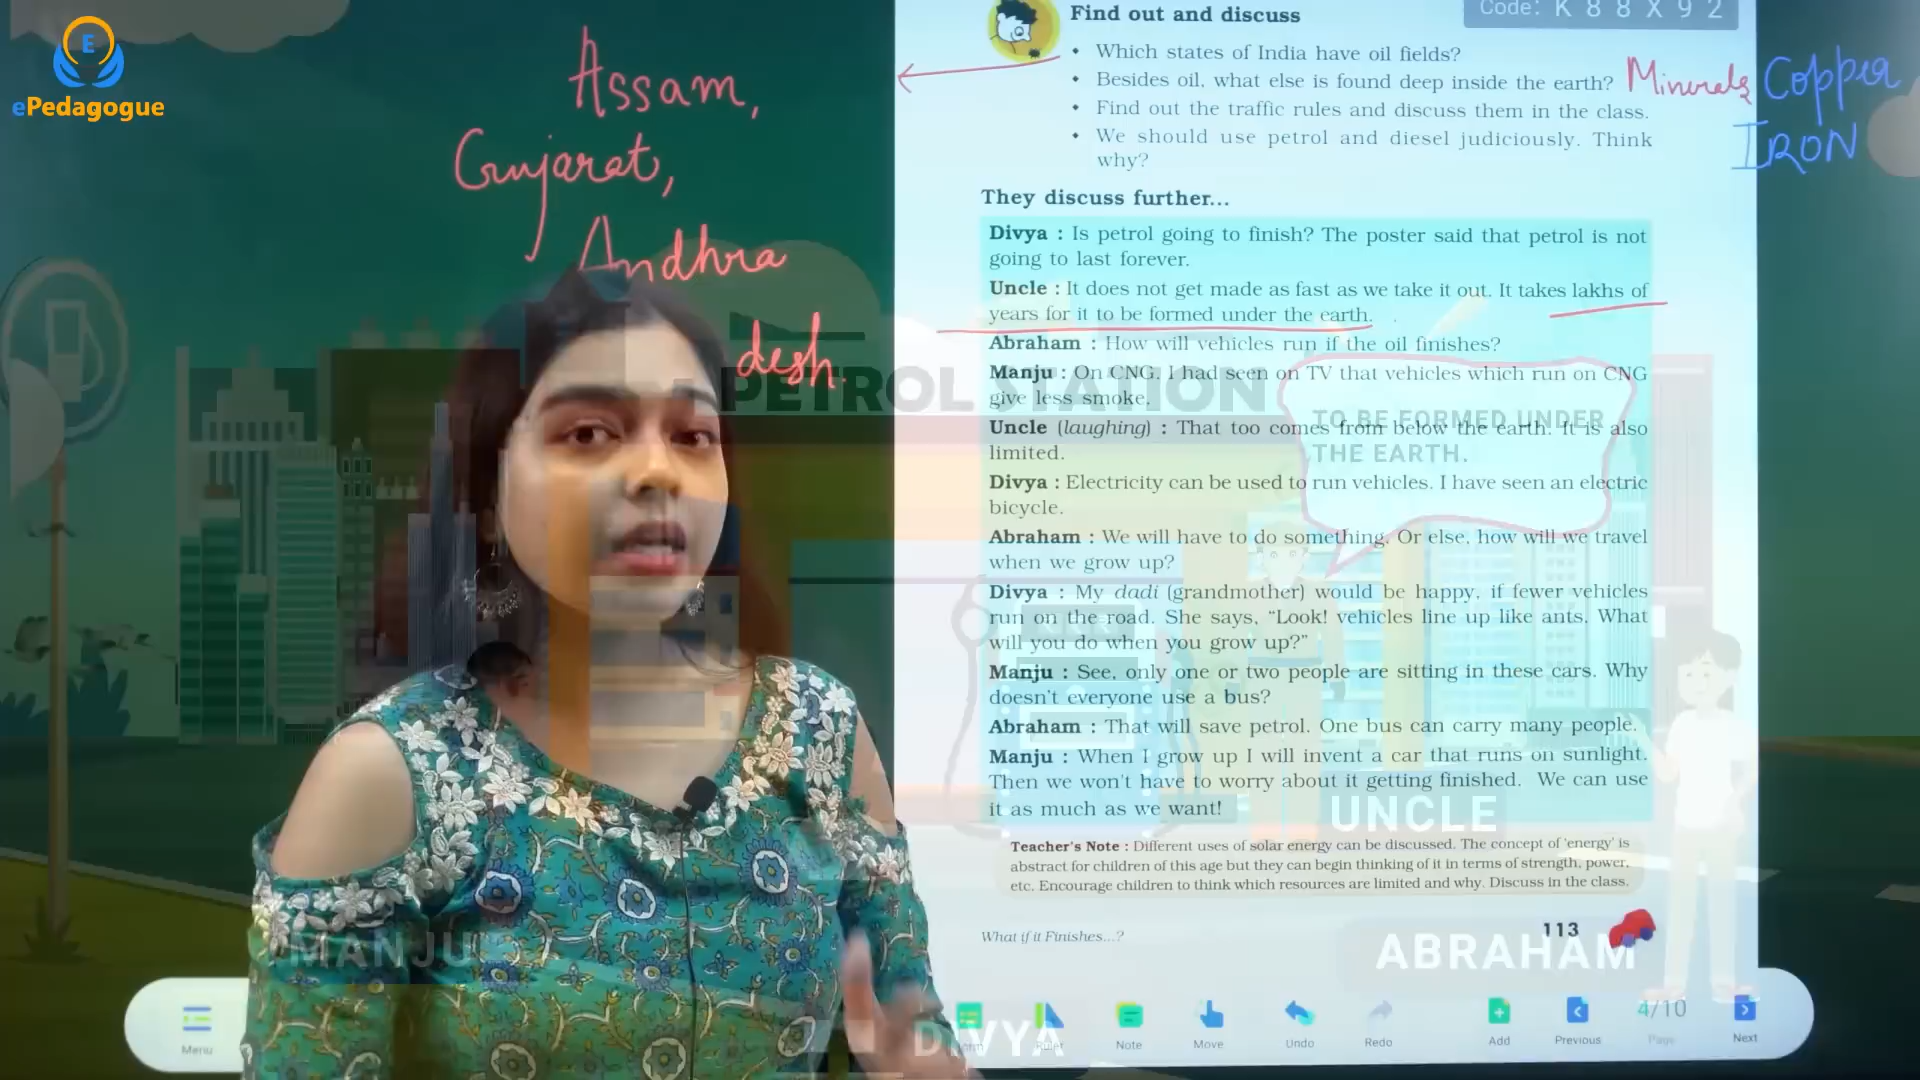 E
ePedagogue
Assam,
Gujarat,
Andhra
desh.
Find out and discuss
Code: K 8 8 X 9 2
• Which states of India have oil fields?
• Besides oil, what else is found deep inside the earth?
Minerals Copper
IRON
• Find out the traffic rules and discuss them in the class.
• We should use petrol and diesel judiciously. Think
why?
They discuss further...
Divya : Is petrol going to finish? The poster said that petrol is not
going to last forever.
Uncle : It does not get made as fast as we take it out. It takes lakhs of
years for it to be formed under the earth.
Abraham : How will vehicles run if the oil finishes?
Manju : On CNG. I had seen on TV that vehicles which run on CNG
give less smoke.
PETROL STATION
TO BE FORMED UNDER
THE EARTH.
Uncle (laughing) : That too comes from below the earth. It is also
limited.
Divya : Electricity can be used to run vehicles. I have seen an electric
bicycle.
Abraham : We will have to do something. Or else, how will we travel
when we grow up?
Divya : My dadi (grandmother) would be happy, if fewer vehicles
run on the road. She says, “Look! vehicles line up like ants. What
will you do when you grow up?”
Manju : See, only one or two people are sitting in these cars. Why
doesn't everyone use a bus?
Abraham : That will save petrol. One bus can carry many people.
Manju : When I grow up I will invent a car that runs on sunlight.
Then we won't have to worry about it getting finished. We can use
it as much as we want!
UNCLE
Teacher's Note : Different uses of solar energy can be discussed. The concept of 'energy' is
abstract for children of this age but they can begin thinking of it in terms of strength, power,
etc. Encourage children to think which resources are limited and why. Discuss in the class.
What if it Finishes...?
113
MANJU
ABRAHAM
DIVYA
Menu
Ruler
Note
Move
Undo
Redo
Add
Previous
4/10
Page
Next